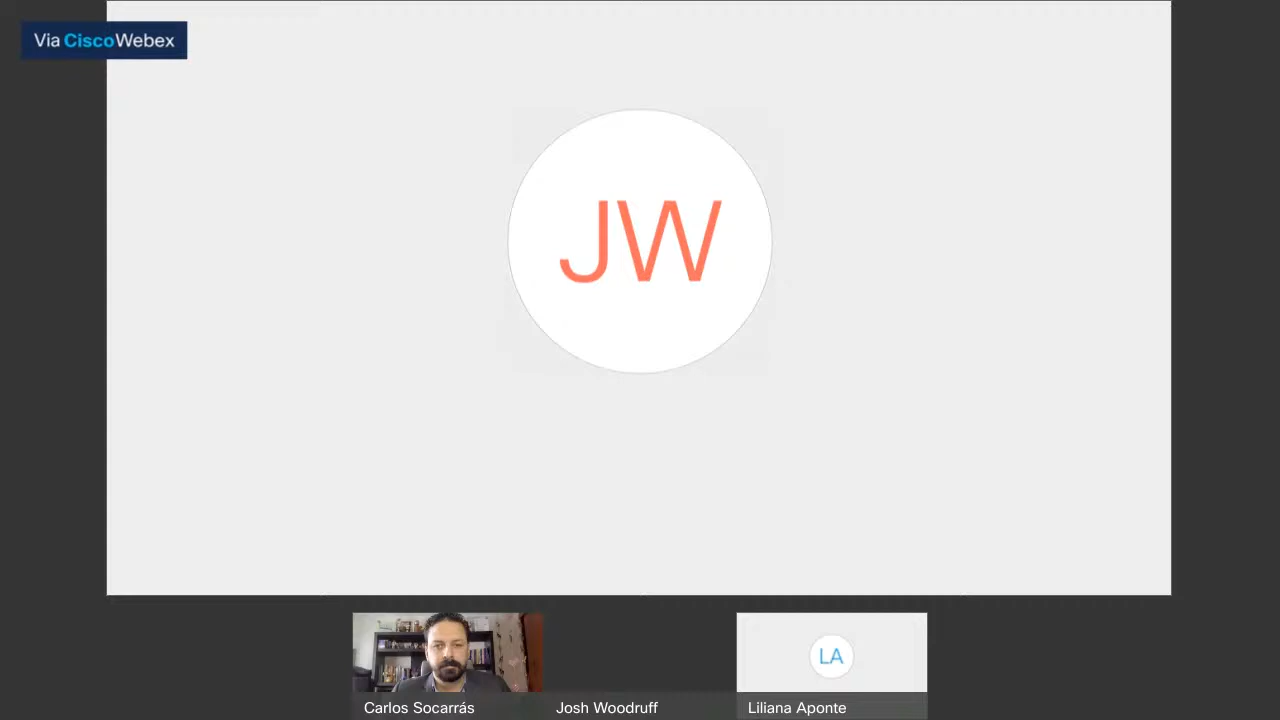 Via CiscoWebex
JW
LA
Carlos Socarrás
Josh Woodruff
Liliana Aponte